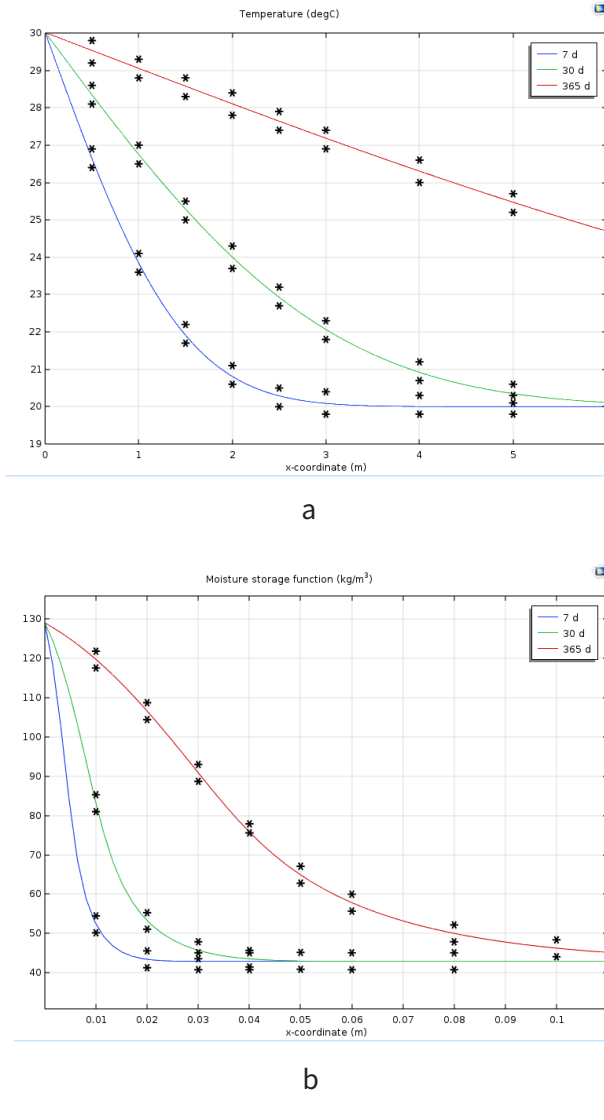 Temperature (degC)
30
29
28
27
26
25
24
23
22
21
20
19
7 d
30 d
365 d
0 1 2 3 4 5
x-coordinate (m)
a
Moisture storage function (kg/m³)
130
120
110
100
90
80
70
60
50
40
7 d
30 d
365 d
0.01 0.02 0.03 0.04 0.05 0.06 0.07 0.08 0.09 0.1
x-coordinate (m)
b